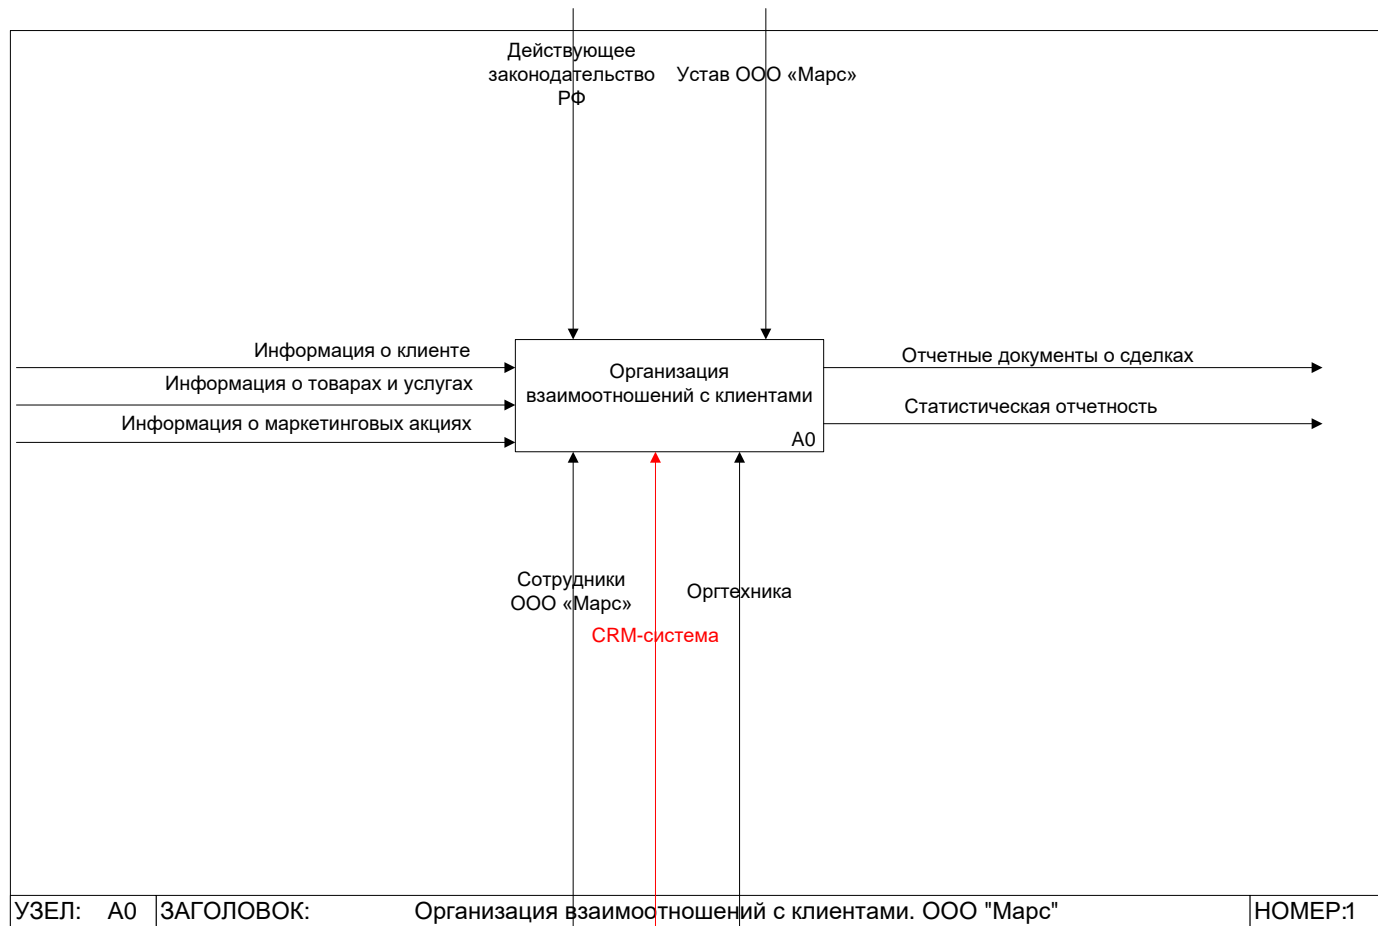 Действующее
законодательство
РФ
Устав ООО «Марс»
Информация о клиенте
Информация о товарах и услугах
Информация о маркетинговых акциях
Организация
взаимоотношений с клиентами
A0
Отчетные документы о сделках
Статистическая отчетность
Сотрудники
ООО «Марс»
Оргтехника
CRM-система
УЗЕЛ: A0 ЗАГОЛОВОК: Организация взаимоотношений с клиентами. ООО "Марс" НОМЕР:1